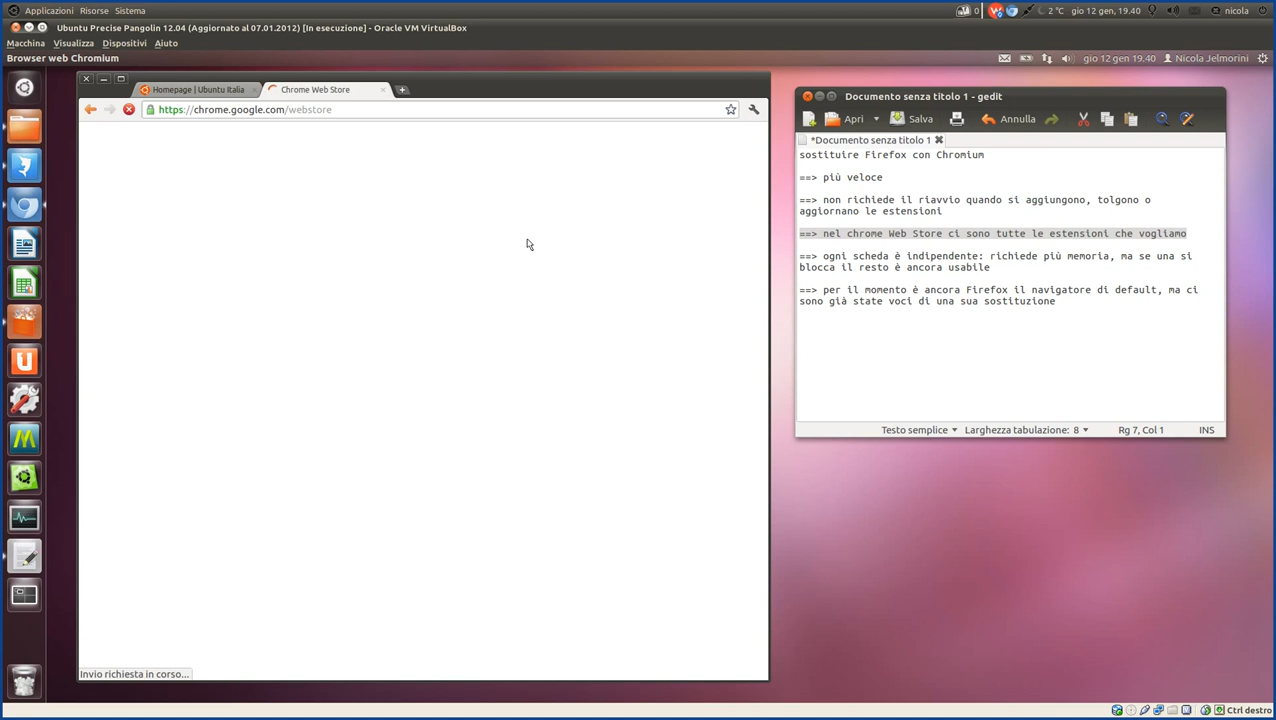 Applicazioni Risorse Sistema
0
2 °C gio 12 gen, 19.40 nicola
Ubuntu Precise Pangolin 12.04 (Aggiornato al 07.01.2012) [In esecuzione] - Oracle VM VirtualBox
Macchina Visualizza Dispositivi Aiuto
Browser web Chromium
gio 12 gen 19.40 Nicola Jelmorini
Homepage | Ubuntu Italia
Chrome Web Store
https://chrome.google.com/webstore
Invio richiesta in corso...
Documento senza titolo 1 - gedit
Apri Salva Annulla
*Documento senza titolo 1
sostituire Firefox con Chromium
==> più veloce
==> non richiede il riavvio quando si aggiungono, tolgono o
aggiornano le estensioni
==> nel chrome Web Store ci sono tutte le estensioni che vogliamo
==> ogni scheda è indipendente: richiede più memoria, ma se una si
blocca il resto è ancora usabile
==> per il momento è ancora Firefox il navigatore di default, ma ci
sono già state voci di una sua sostituzione
Testo semplice Larghezza tabulazione: 8 Rg 7, Col 1 INS
Ctrl destro